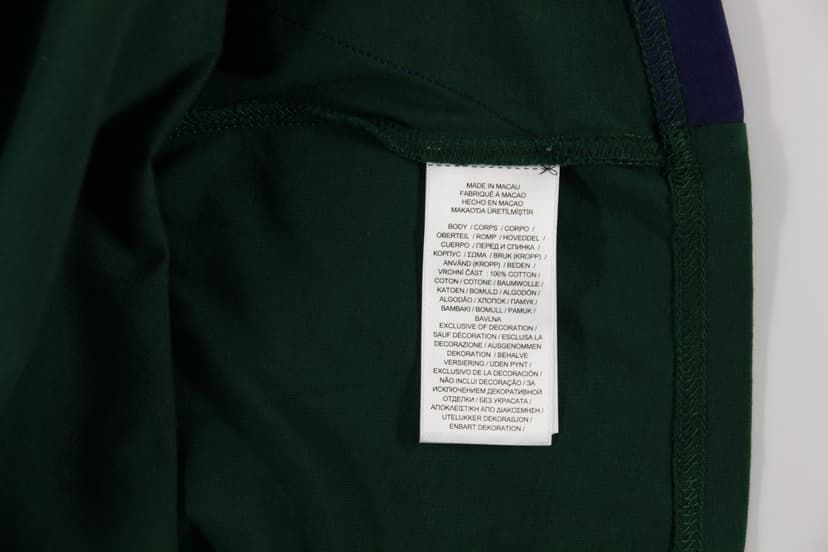 MADE IN MACAU
FABRIQUÉ À MACAO
HECHO EN MACAO
MAKAO'DA ÜRETİLMİŞTİR
BODY / CORPS / CORPO /
OBERTEIL / ROMP / HOVEDDEL /
CUERPO / ПЕРЕД И СПИНКА /
КОРПУС / ΣΩΜΑ / BRUK (KROPP) /
ANVÄND (KROPP) / BEDEN /
VRCHNÍ ČÁST : 100% COTTON /
COTON / COTONE / BAUMWOLLE /
KATOEN / BOMULD / ALGODÓN /
ALGODÃO / ХЛОПОК / ПАМУК /
ΒΑΜΒΑΚΙ / BOMULL / PAMUK /
BAVLNA
EXCLUSIVE OF DECORATION /
SAUF DÉCORATION / ESCLUSA LA
DECORAZIONE / AUSGENOMMEN
DEKORATION / BEHALVE
VERSIERING / UDEN PYNT /
EXCLUSIVO DE LA DECORACIÓN /
NÃO INCLUI DECORAÇÃO / ЗА
ИСКЛЮЧЕНИЕМ ДЕКОРАТИВНОЙ
ОТДЕЛКИ / БЕЗ УКРАСАТА /
ΑΠΟΚΛΕΙΣΤΙΚΗ ΑΠΟ ΔΙΑΚΟΣΜΗΣΗ /
UTELUKKER DEKORASJON /
ENBART DEKORATION /